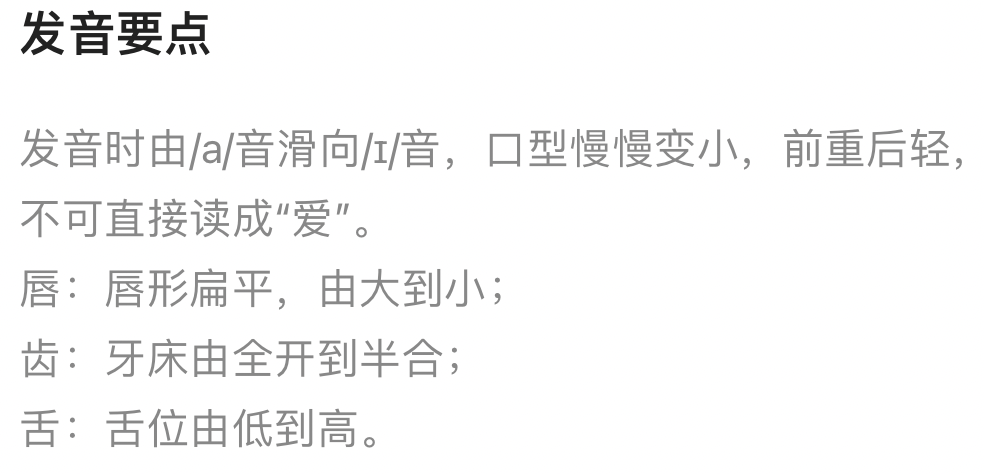 发音要点
发音时由/a/音滑向/ɪ/音，口型慢慢变小，前重后轻，
不可直接读成“爱”。
唇：唇形扁平，由大到小；
齿：牙床由全开到半合；
舌：舌位由低到高。